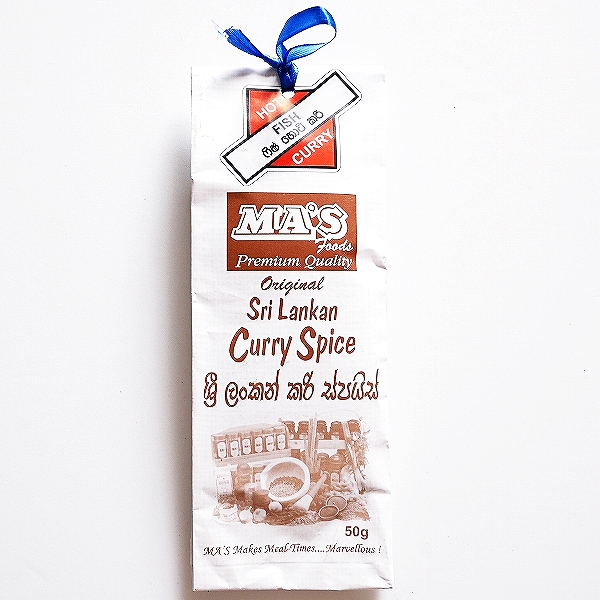 HOT
FISH
ෆිෂ් හොට් කරි
CURRY
MA'S
Foods
Premium Quality
Original
Sri Lankan
Curry Spice
ශ්‍රී ලංකන් කරි ස්පයිස්
50g
MA'S Makes Meal-Times....Marvellous !